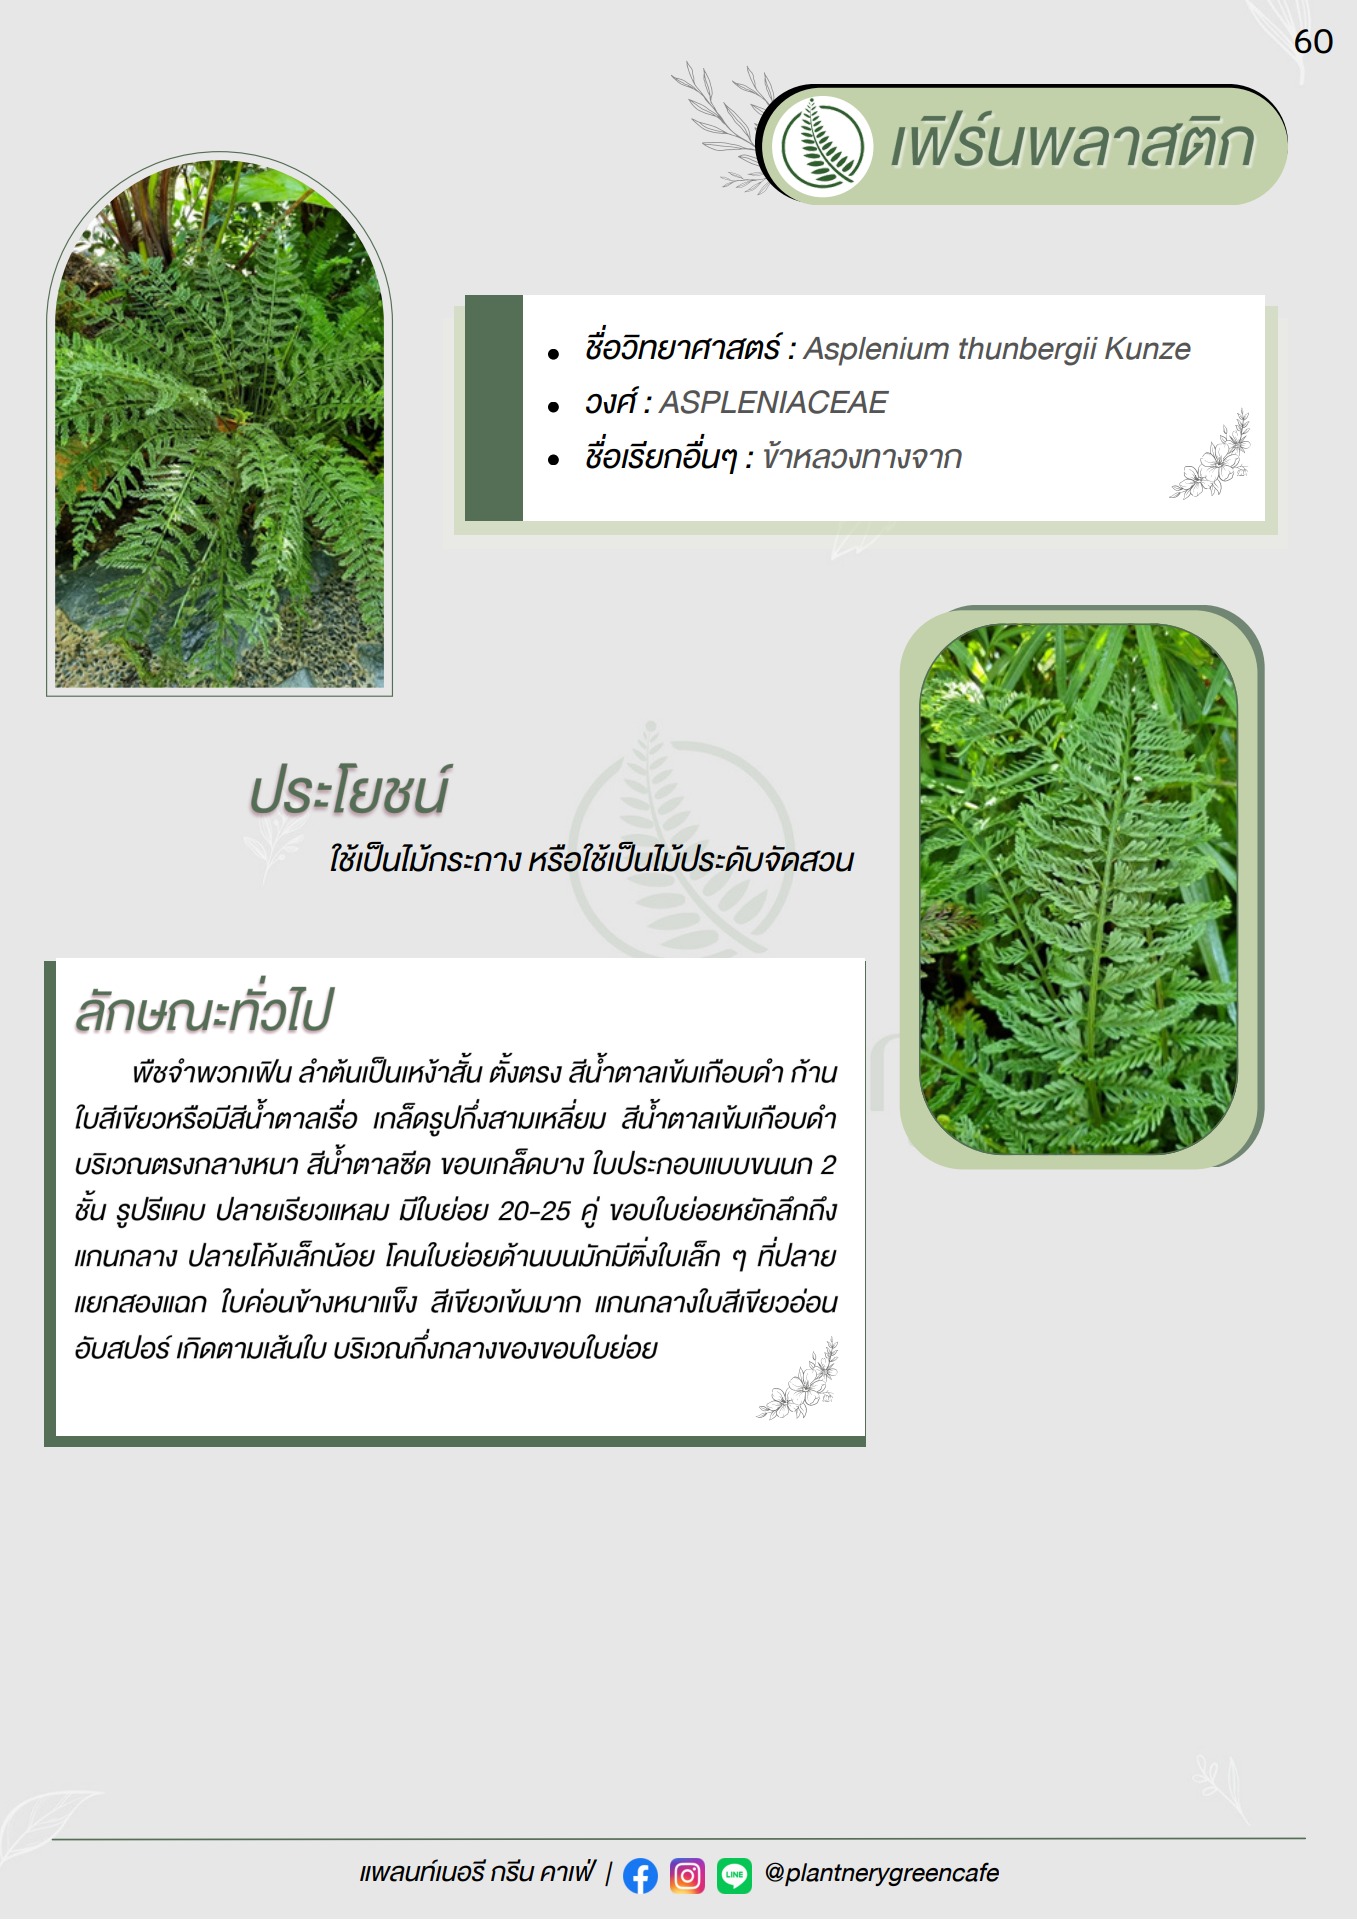 60
เฟิร์นพลาสติก
ชื่อวิทยาศาสตร์ : Asplenium thunbergii Kunze
วงศ์ : ASPLENIACEAE
ชื่อเรียกอื่นๆ : ข้าหลวงทางจาก
ประโยชน์
ใช้เป็นไม้กระถาง หรือใช้เป็นไม้ประดับจัดสวน
ลักษณะทั่วไป
พืชจำพวกเฟิน ลำต้นเป็นเหง้าสั้น ตั้งตรง สีน้ำตาลเข้มเกือบดำ ก้าน
ใบสีเขียวหรือมีสีน้ำตาลเรื่อ เกล็ดรูปกึ่งสามเหลี่ยม สีน้ำตาลเข้มเกือบดำ
บริเวณตรงกลางหนา สีน้ำตาลซีด ขอบเกล็ดบาง ใบประกอบแบบขนนก 2
ชั้น รูปรีแคบ ปลายเรียวแหลม มีใบย่อย 20-25 คู่ ขอบใบย่อยหยักลึกถึง
แกนกลาง ปลายโค้งเล็กน้อย โคนใบย่อยด้านบนมักมีติ่งใบเล็ก ๆ ที่ปลาย
แยกสองแฉก ใบค่อนข้างหนาแข็ง สีเขียวเข้มมาก แกนกลางใบสีเขียวอ่อน
อับสปอร์ เกิดตามเส้นใบ บริเวณกึ่งกลางของขอบใบย่อย
แพลนท์เนอรี กรีน คาเฟ่ | LINE @plantnerygreencafe